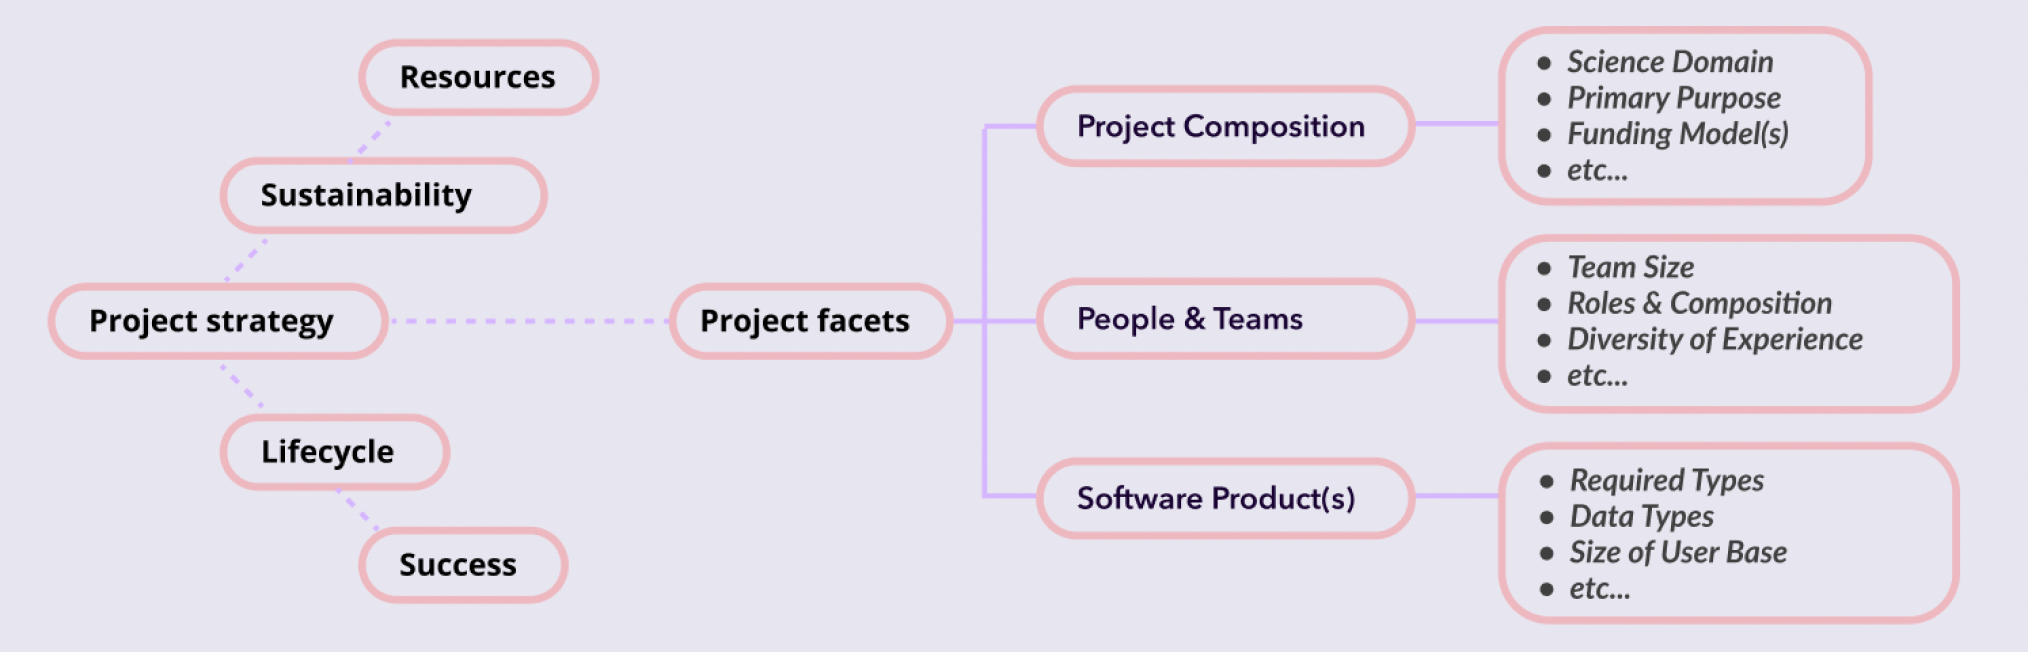 Resources
Sustainability
Project strategy
Lifecycle
Success
Project facets
Project Composition
People & Teams
Software Product(s)
• Science Domain
• Primary Purpose
• Funding Model(s)
• etc...
• Team Size
• Roles & Composition
• Diversity of Experience
• etc...
• Required Types
• Data Types
• Size of User Base
• etc...